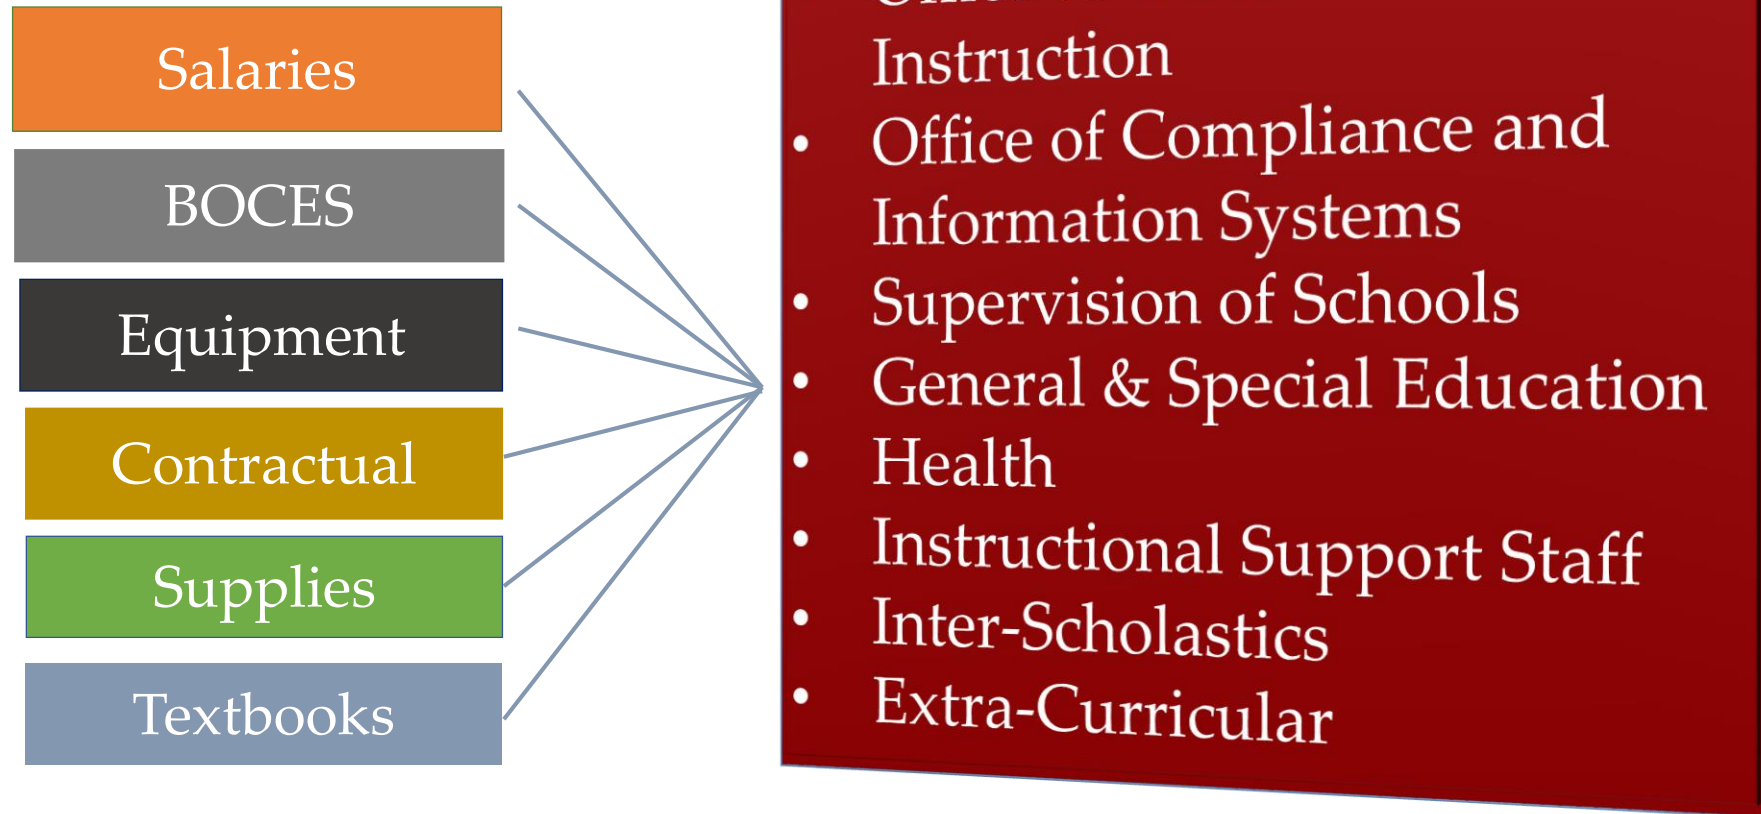 Salaries
BOCES
Equipment
Contractual
Supplies
Textbooks
Instruction
• Office of Compliance and
Information Systems
• Supervision of Schools
• General & Special Education
• Health
• Instructional Support Staff
• Inter-Scholastics
• Extra-Curricular